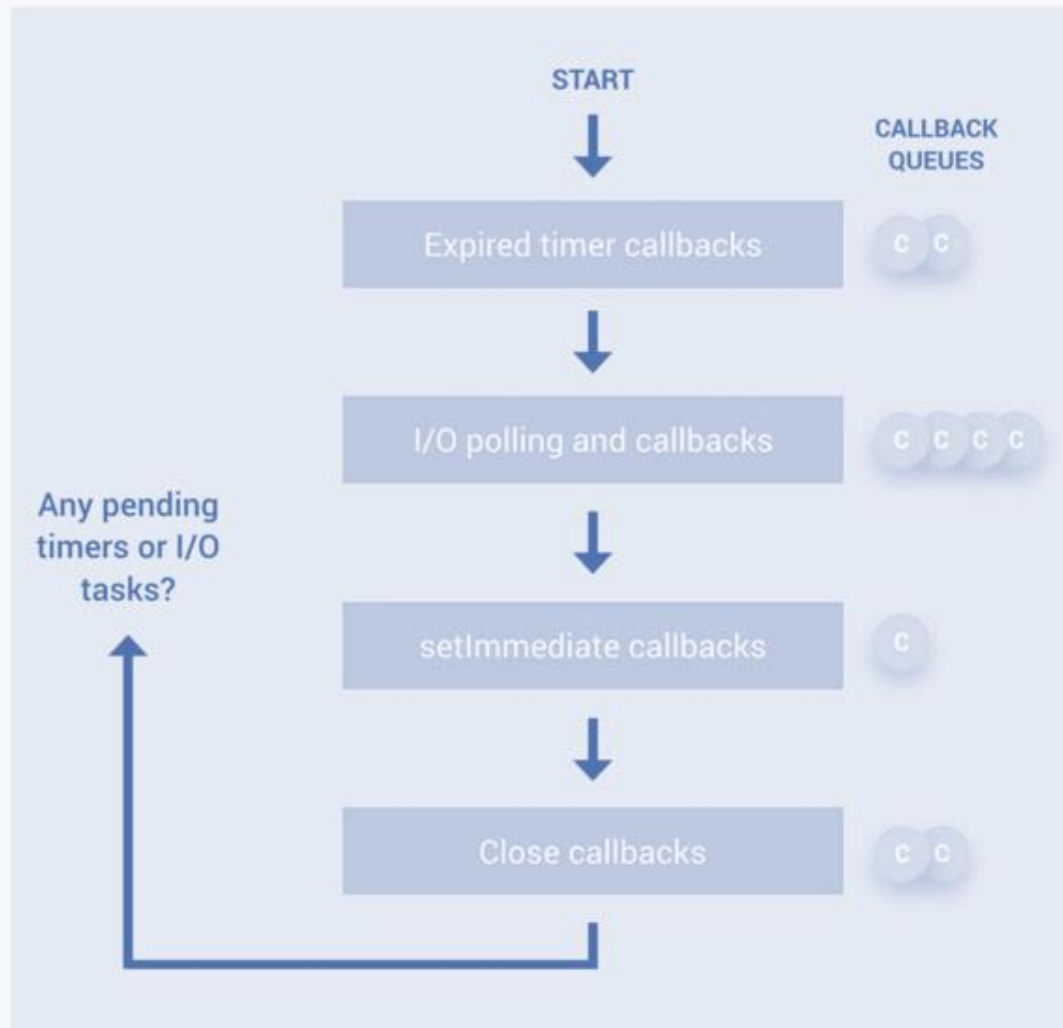 START
CALLBACK
QUEUES
Expired timer callbacks
C C
I/O polling and callbacks
C C C C
Any pending
timers or I/O
tasks?
setImmediate callbacks
C
Close callbacks
C C